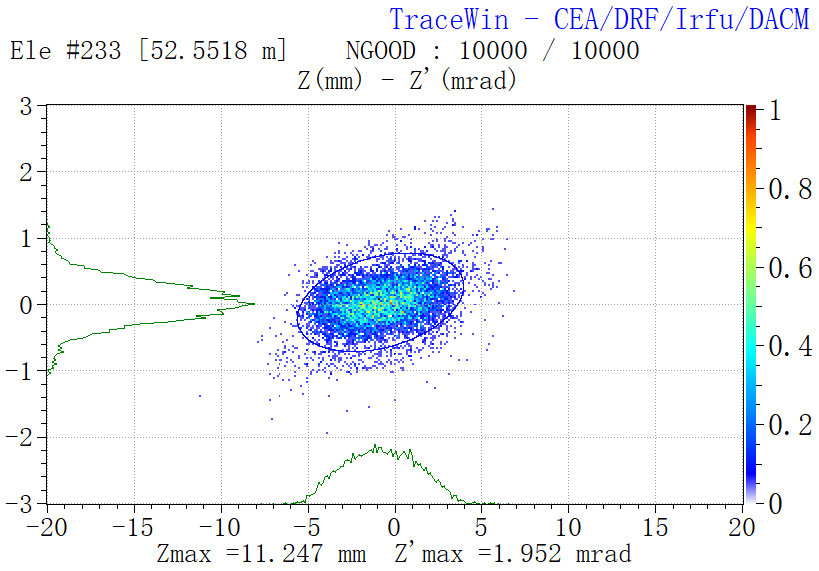 TraceWin - CEA/DRF/Irfu/DACM
Ele #233 [52.5518 m] NGOOD : 10000 / 10000
Z(mm) - Z'(mrad)
3
2
1
0
-1
-2
-3
-20 -15 -10 -5 0 5 10 15 20
1
0.8
0.6
0.4
0.2
0
Zmax =11.247 mm Z'max =1.952 mrad